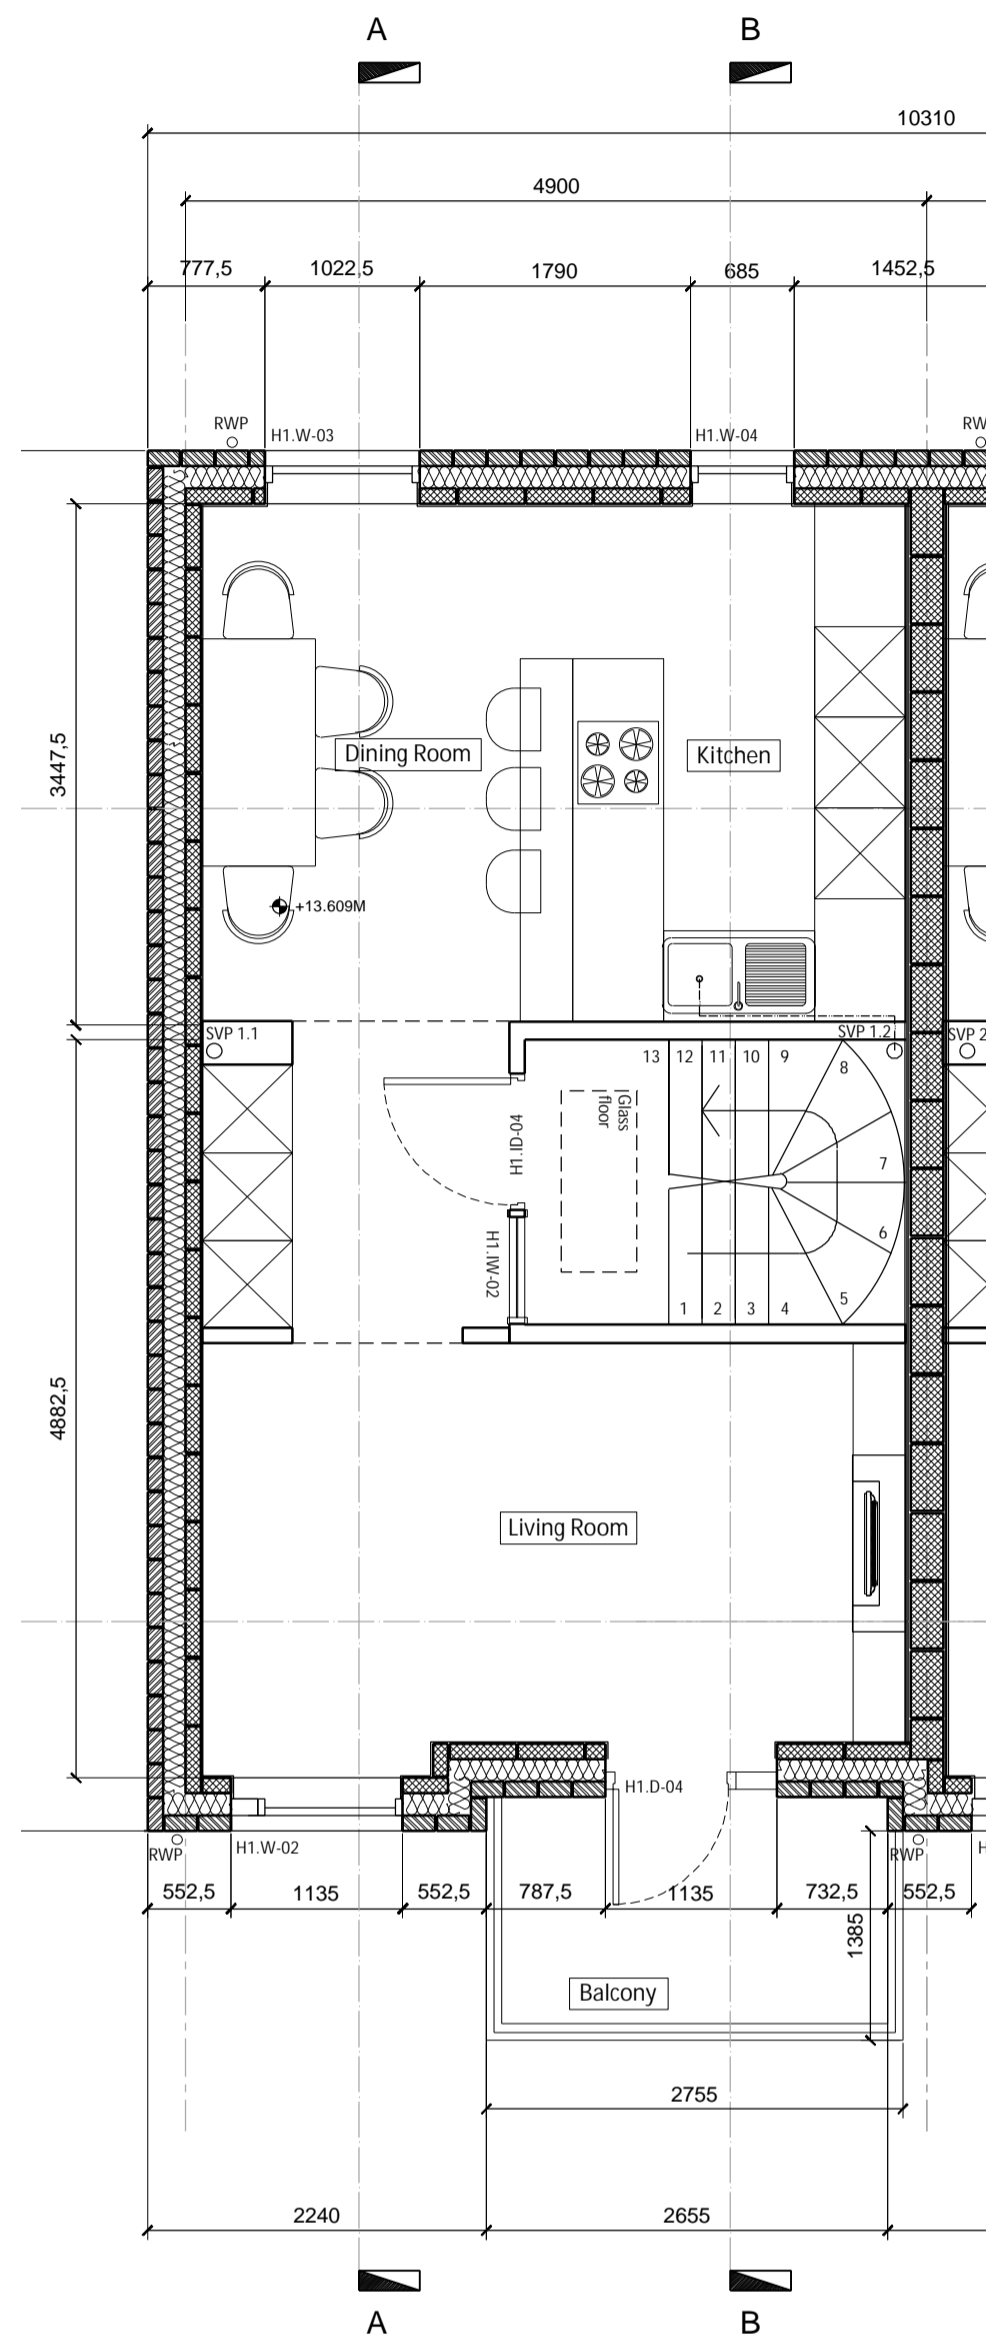 A
B
10310
4900
777,5
1022,5
1790
685
1452,5
RWP
H1.W-03
H1.W-04
RW
3447,5
Dining Room
Kitchen
+13.609M
SVP 1.1
SVP 1.2
SVP 2
13
12
11
10
9
8
Glass
floor
H1.ID-04
7
6
H1.IW-02
5
1
2
3
4
4882,5
Living Room
H1.D-04
RWP
H1.W-02
RWP
H
552,5
1135
552,5
787,5
1135
732,5
552,5
1385
Balcony
2755
2240
2655
A
B